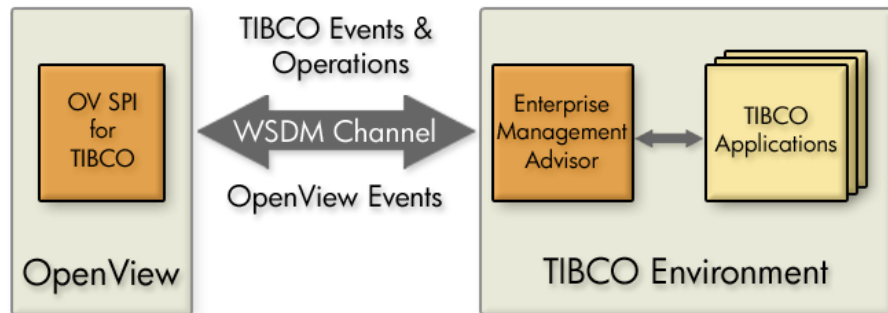 OV SPI
for
TIBCO
OpenView
TIBCO Events &
Operations
WSDM Channel
OpenView Events
Enterprise
Management
Advisor
TIBCO
Applications
TIBCO Environment